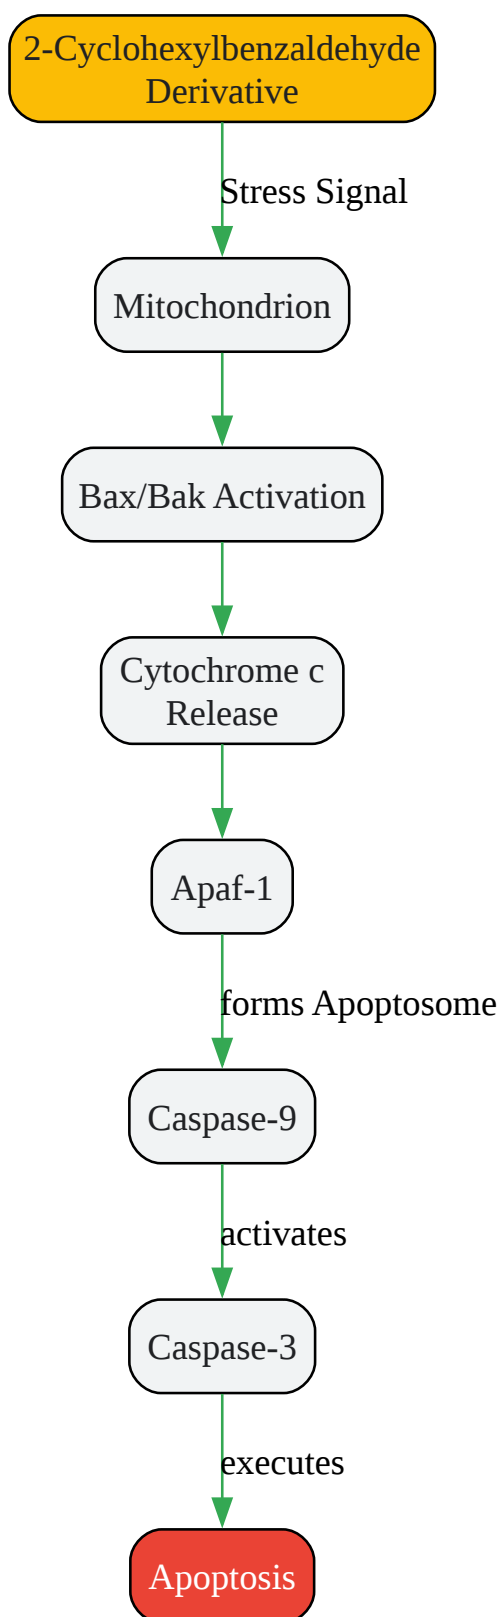 2-Cyclohexylbenzaldehyde
Derivative
Stress Signal
Mitochondrion
Bax/Bak Activation
Cytochrome c
Release
Apaf-1
forms Apoptosome
Caspase-9
activates
Caspase-3
executes
Apoptosis